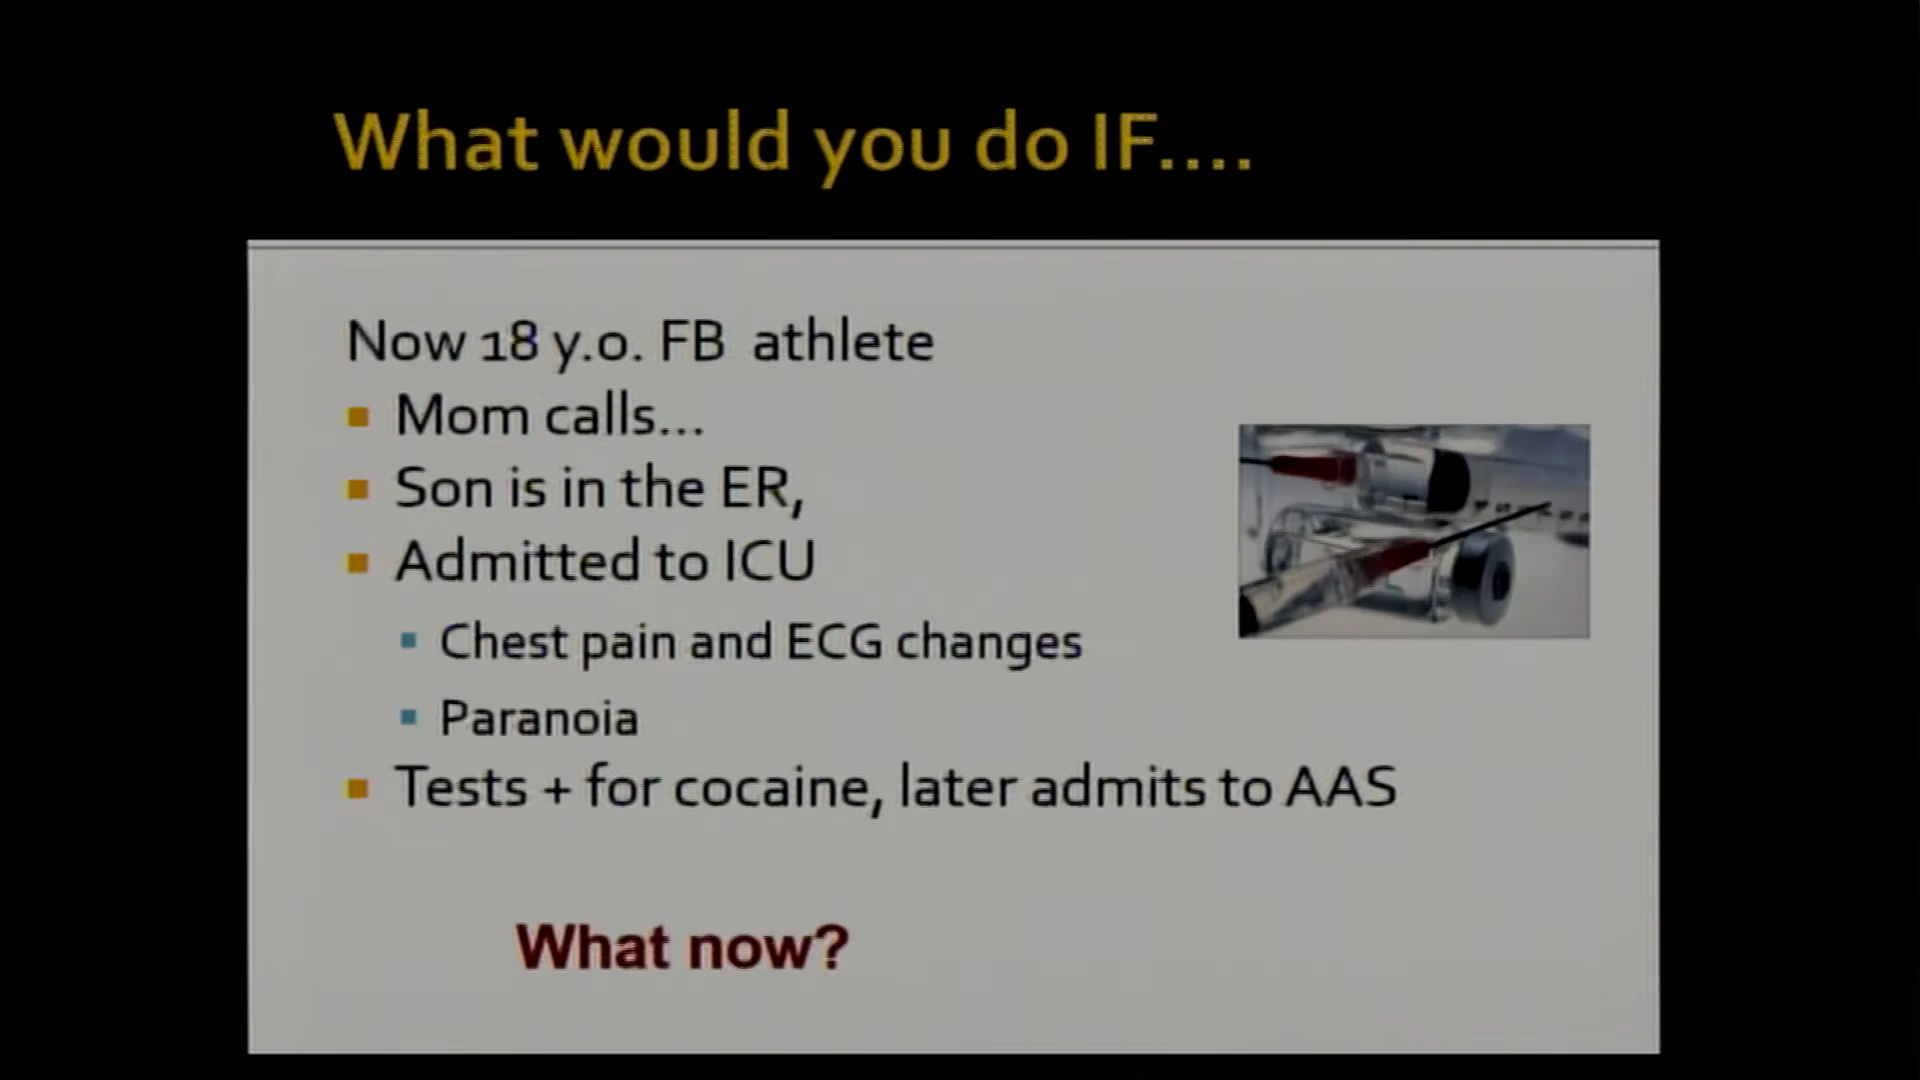 What would you do IF....
Now 18 y.o. FB athlete
Mom calls...
Son is in the ER,
Admitted to ICU
Chest pain and ECG changes
Paranoia
Tests + for cocaine, later admits to AAS
What now?